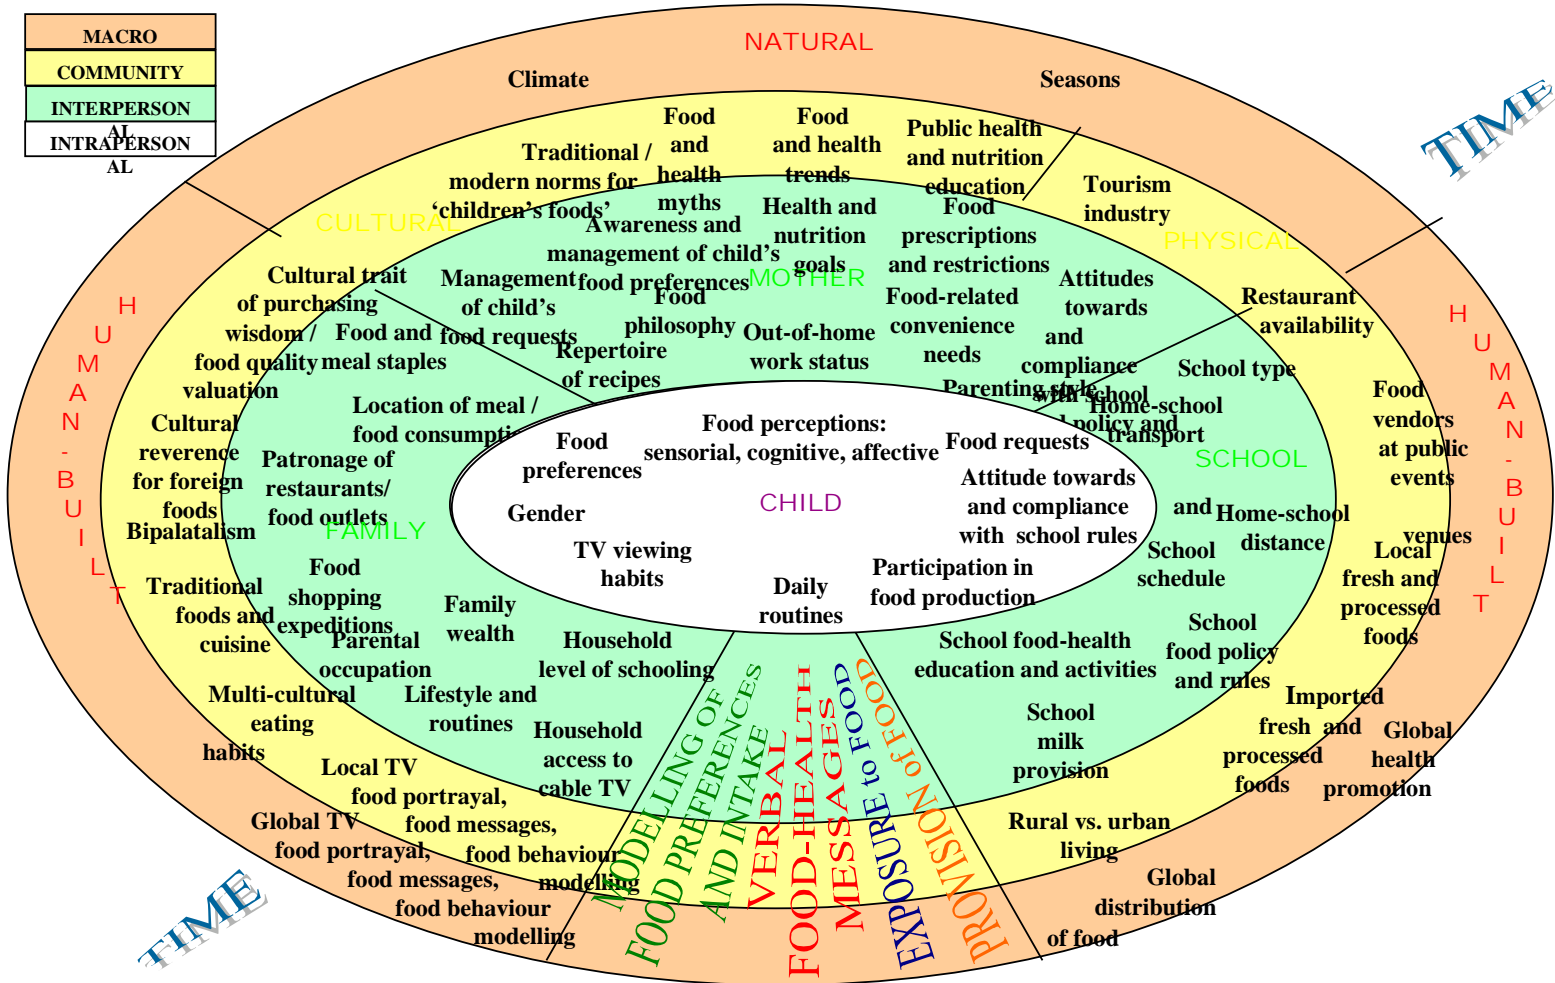 MACRO
COMMUNITY
INTERPERSON
AL
INTRAPERSON
AL
NATURAL
Climate
Seasons
TIME
HUMAN-BUILT
HUMAN-BUILT
CULTURAL
Traditional /
modern norms for
‘children’s foods’
Food
and
health
myths
Food
and health
trends
Public health
and nutrition
education
Tourism
industry
PHYSICAL
Cultural trait
of purchasing
wisdom /
food quality
valuation
Food and
meal staples
Management
of child’s
food requests
Awareness and
management of child’s
food preferences
MOTHER
Health and
nutrition
goals
Food
prescriptions
and restrictions
Food
philosophy
Out-of-home
work status
Food-related
convenience
needs
Attitudes
towards
and
compliance
with school
policy and
Repertoire
of recipes
Parenting style
Restaurant
availability
School type
Home-school
transport
Food
vendors
at public
events
venues
Location of meal /
food
Cultural
reverence
for foreign
foods
Patronage of
restaurants/
food outlets
FAMILY
Bipalatalism
Food
preferences
Food perceptions:
sensorial, cognitive, affective
Food requests
Attitude towards
and compliance
with school rules
CHILD
Gender
TV viewing
habits
Daily
routines
Participation in
food production
SCHOOL
and
Home-school
distance
School
schedule
Local
fresh and
processed
foods
Traditional
foods and
cuisine
Food
shopping
expeditions
Family
wealth
Parental
occupation
Household
level of schooling
Lifestyle and
routines
Household
access to
cable TV
School food-health
education and activities
School
food policy
and rules
School
milk
provision
Imported
fresh and
processed
foods
Global
health
promotion
Multi-cultural
eating
habits
Local TV
food portrayal,
food messages,
food behaviour
modelling
Global TV
food portrayal,
food messages,
food behaviour
modelling
MODELLING OF
FOOD PREFERENCES
AND INTAKE
VERBAL
FOOD-HEALTH
MESSAGES
EXPOSURE to FOOD
PROVISION of FOOD
Rural vs. urban
living
Global
distribution
of food
TIME